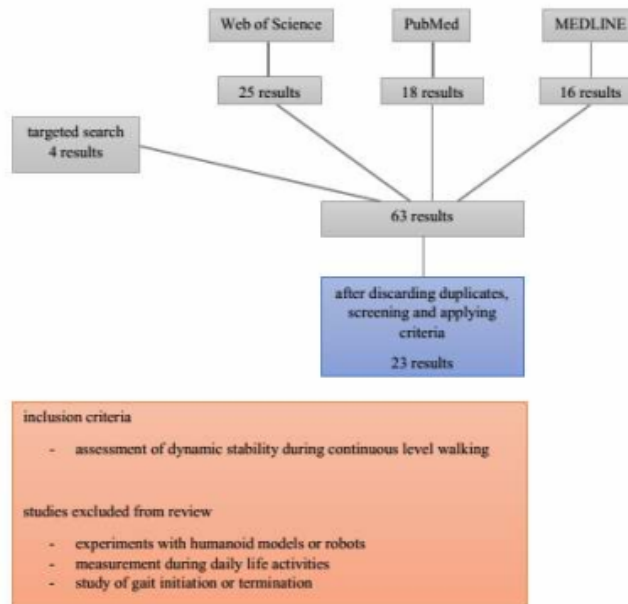 Web of Science
PubMed
MEDLINE
25 results
18 results
16 results
targeted search
4 results
63 results
after discarding duplicates,
screening and applying
criteria
23 results
inclusion criteria
- assessment of dynamic stability during continuous level walking
studies excluded from review
- experiments with humanoid models or robots
- measurement during daily life activities
- study of gait initiation or termination